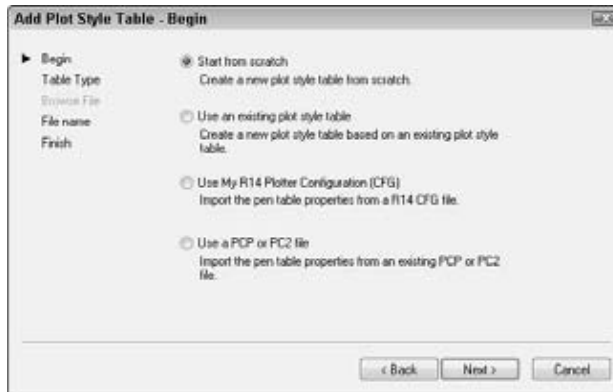 Add Plot Style Table - Begin
Begin
Table Type
Browse File
File name
Finish
Start from scratch
Create a new plot style table from scratch.
Use an existing plot style table
Create a new plot style table based on an existing plot style
table.
Use My R14 Plotter Configuration (CFG)
Import the pen table properties from a R14 CFG file.
Use a PCP or PC2 file
Import the pen table properties from an existing PCP or PC2
file.
< Back
Next >
Cancel